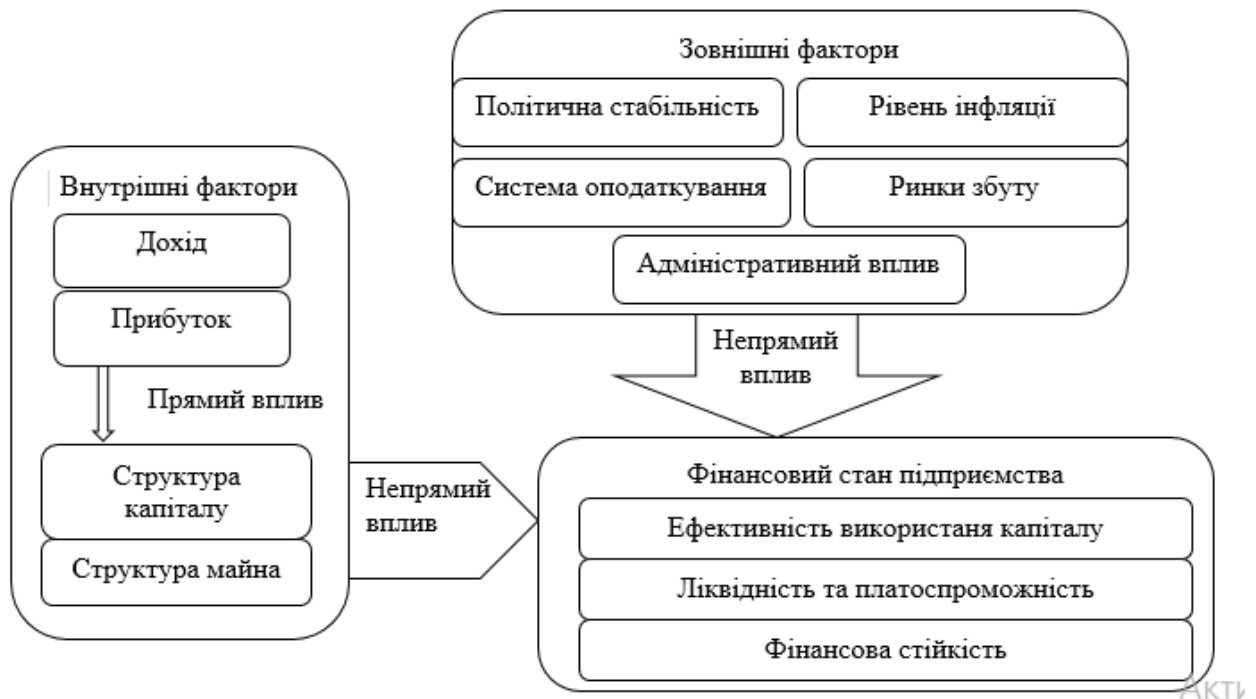 Зовнішні фактори
Політична стабільність
Рівень інфляції
Система оподаткування
Ринки збуту
Адміністративний вплив
Непрямий
вплив
Внутрішні фактори
Дохід
Прибуток
Прямий вплив
Структура
капіталу
Структура майна
Непрямий
вплив
Фінансовий стан підприємства
Ефективність використаня капіталу
Ліквідність та платоспроможність
Фінансова стійкість